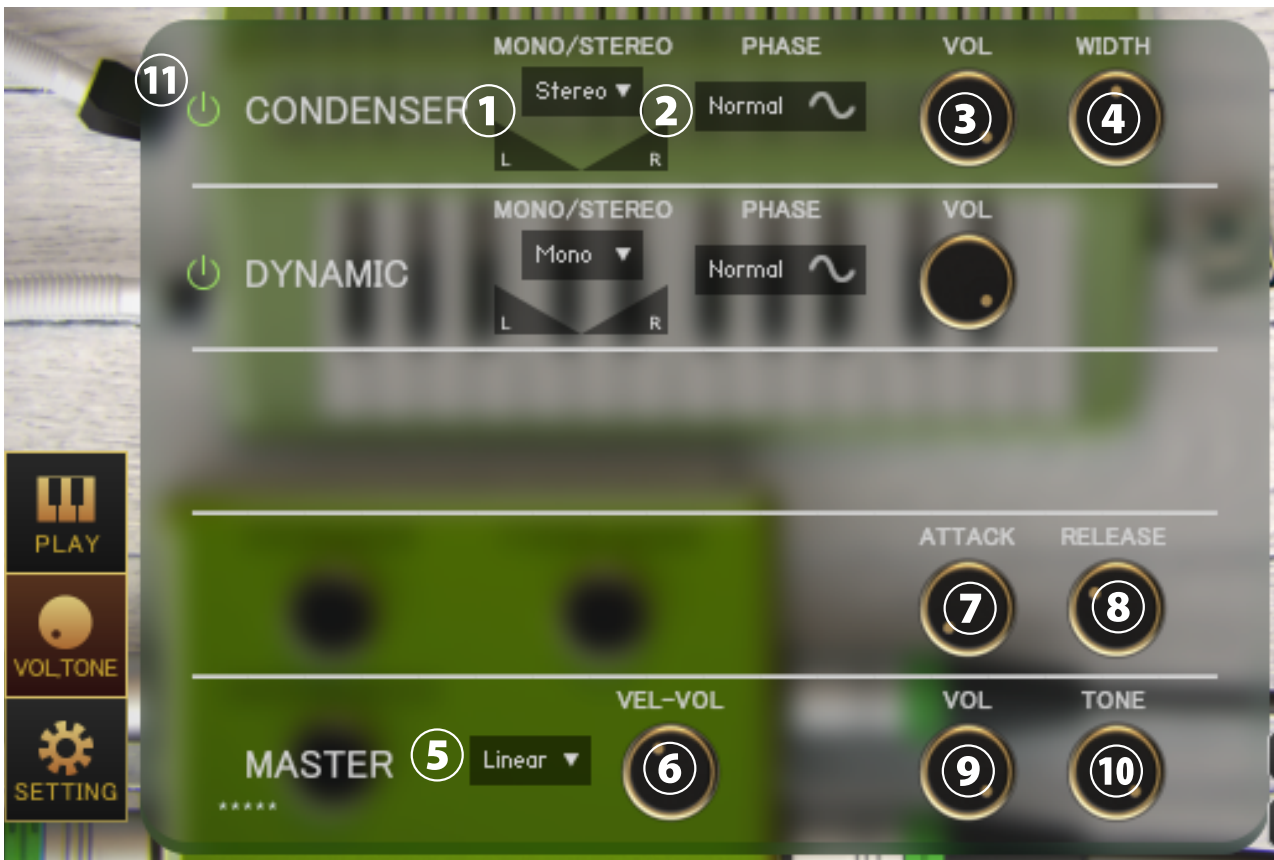 MONO/STEREO PHASE VOL WIDTH
11 CONDENSER 1 Stereo ▼ 2 Normal 3 4
L R
MONO/STEREO PHASE VOL
DYNAMIC Mono ▼ Normal
L R
ATTACK RELEASE
PLAY
7 8
VOL,TONE
VEL-VOL VOL TONE
MASTER 5 Linear ▼ 6 9 10
SETTING
*****